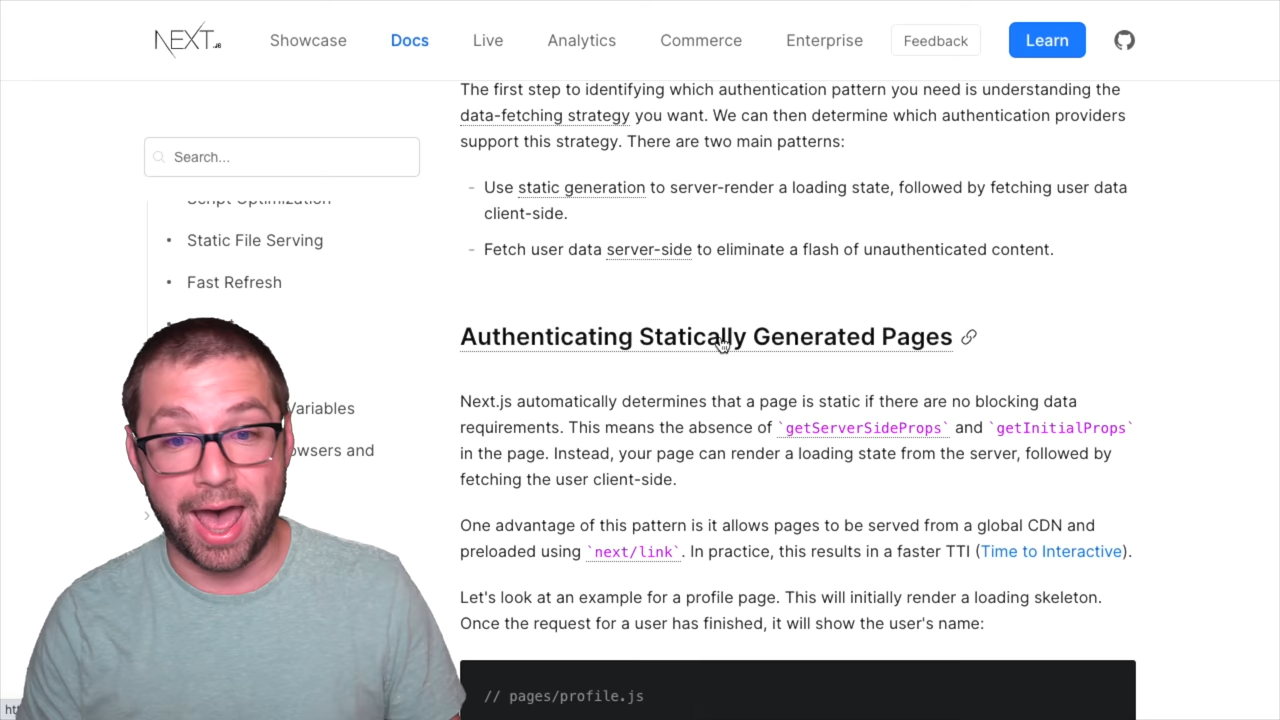 NEXT.JS
Showcase
Docs
Live
Analytics
Commerce
Enterprise
Feedback
Learn
Search...
Script Optimization
Static File Serving
Fast Refresh
Variables
owsers and
The first step to identifying which authentication pattern you need is understanding the
data-fetching strategy you want. We can then determine which authentication providers
support this strategy. There are two main patterns:
- Use static generation to server-render a loading state, followed by fetching user data
client-side.
- Fetch user data server-side to eliminate a flash of unauthenticated content.
Authenticating Statically Generated Pages
Next.js automatically determines that a page is static if there are no blocking data
requirements. This means the absence of `getServerSideProps` and `getInitialProps`
in the page. Instead, your page can render a loading state from the server, followed by
fetching the user client-side.
One advantage of this pattern is it allows pages to be served from a global CDN and
preloaded using `next/link`. In practice, this results in a faster TTI (Time to Interactive).
Let's look at an example for a profile page. This will initially render a loading skeleton.
Once the request for a user has finished, it will show the user's name:
// pages/profile.js